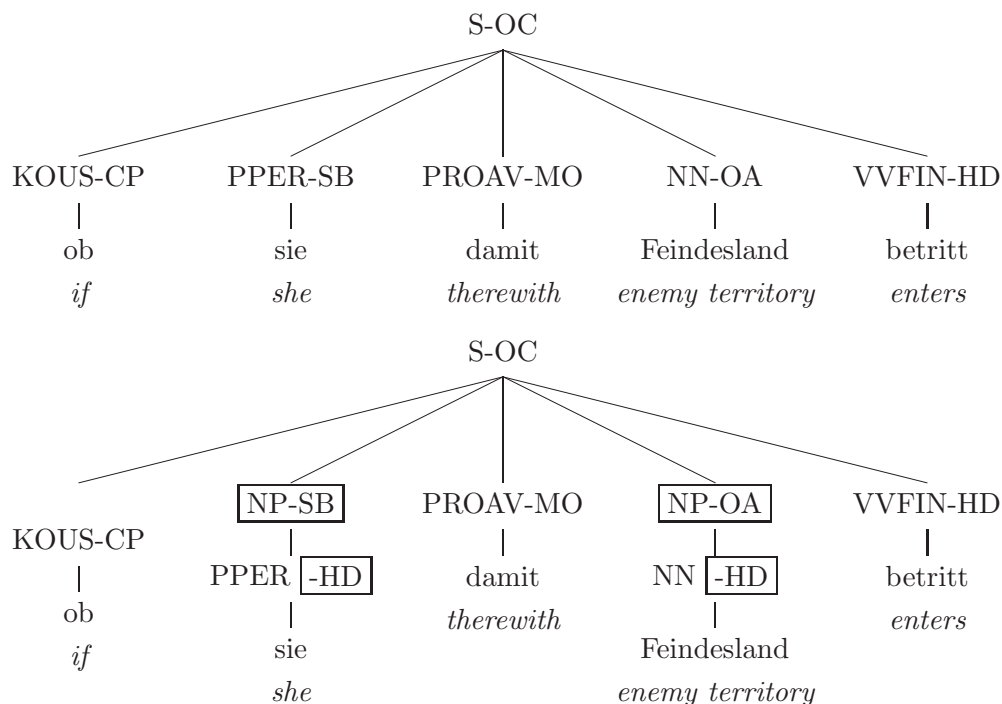 S-OC
KOUS-CP PPER-SB PROAV-MO NN-OA VVFIN-HD
ob sie damit Feindesland betritt
if she therewith enemy territory enters
S-OC
NP-SB PROAV-MO NP-OA VVFIN-HD
KOUS-CP
PPER -HD damit NN -HD betritt
ob therewith enters
if sie Feindesland
she enemy territory